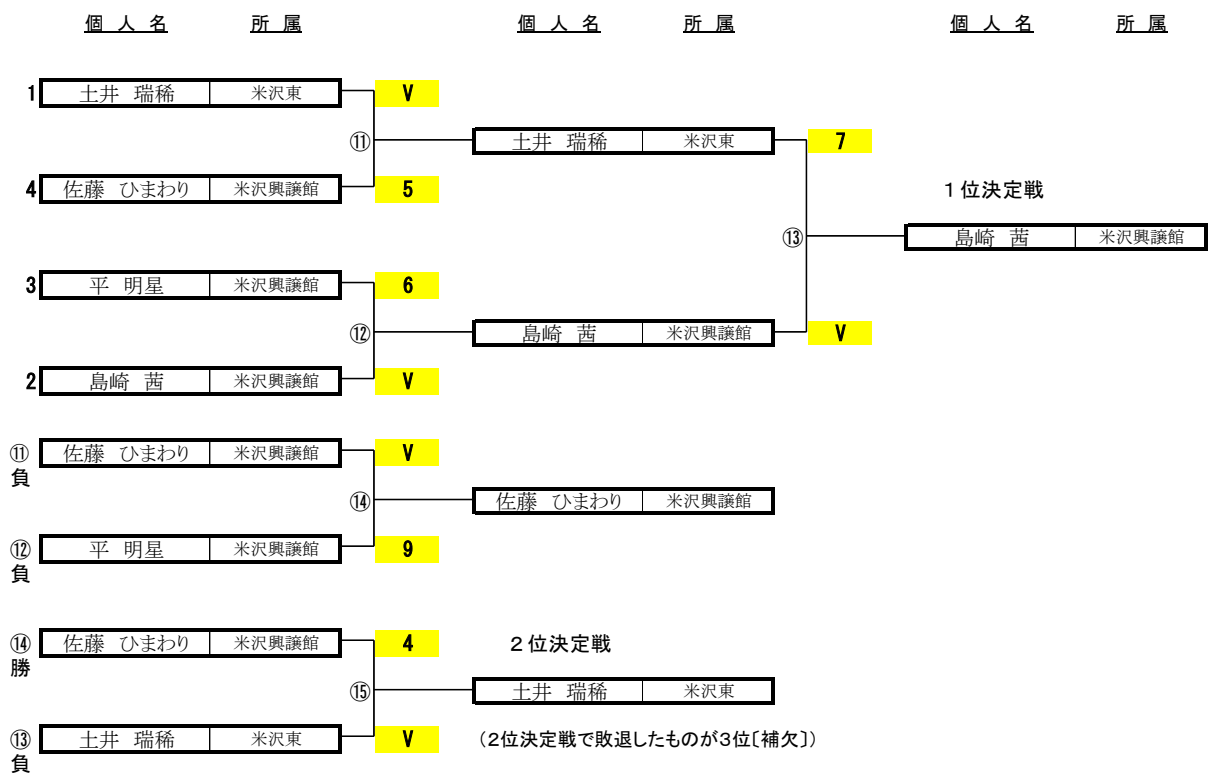 個 人 名 所 属 個 人 名 所 属 個 人 名 所 属
1 土井 瑞稀 米沢東 V
⑪ 土井 瑞稀 米沢東 7
4 佐藤 ひまわり 米沢興譲館 5
1位決定戦
⑬ 島崎 茜 米沢興譲館
3 平 明星 米沢興譲館 6
⑫ 島崎 茜 米沢興譲館 V
2 島崎 茜 米沢興譲館 V
⑪負 佐藤 ひまわり 米沢興譲館 V
⑭ 佐藤 ひまわり 米沢興譲館
⑫負 平 明星 米沢興譲館 9
⑭勝 佐藤 ひまわり 米沢興譲館 4 2位決定戦
⑮ 土井 瑞稀 米沢東
⑬負 土井 瑞稀 米沢東 V (2位決定戦で敗退したものが3位〔補欠〕)